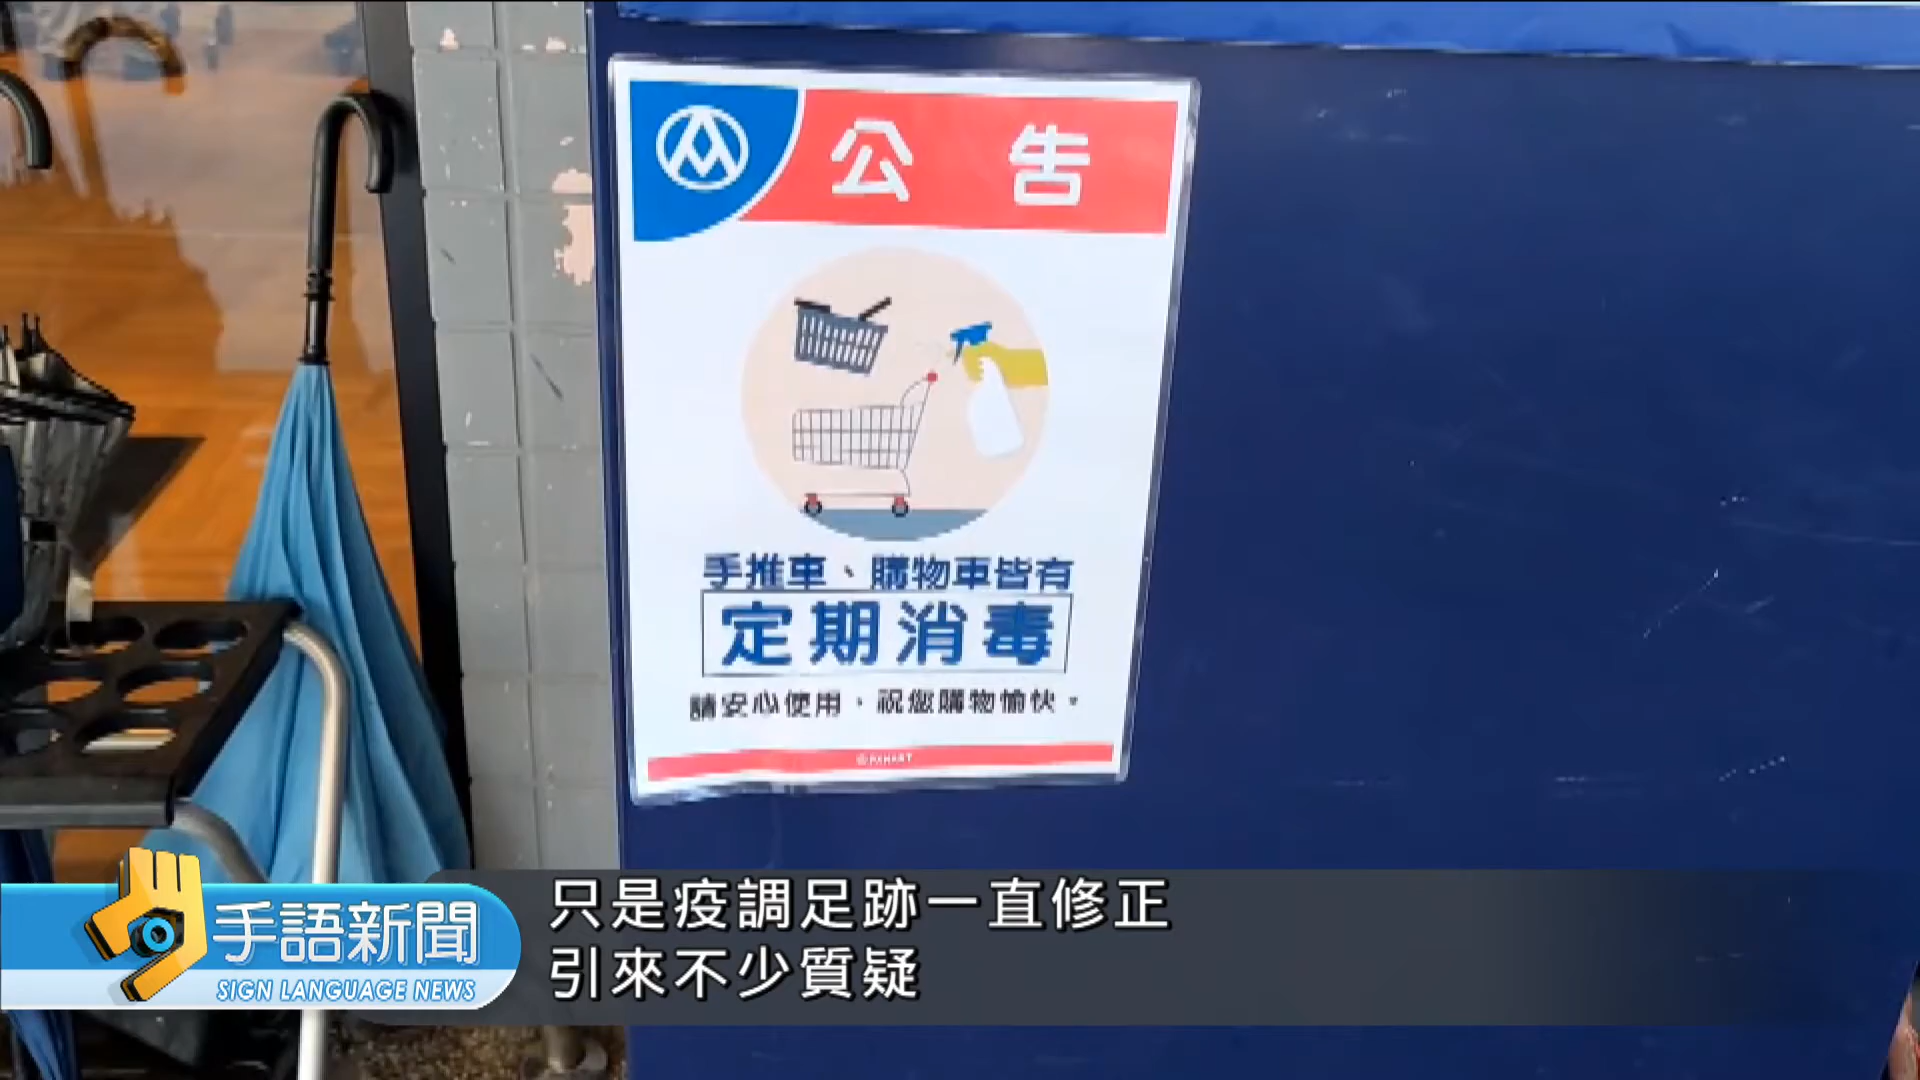 公告
手推車、購物車皆有
定期消毒
請安心使用，祝您購物愉快。
PXMART
手語新聞
SIGN LANGUAGE NEWS
只是疫調足跡一直修正
引來不少質疑